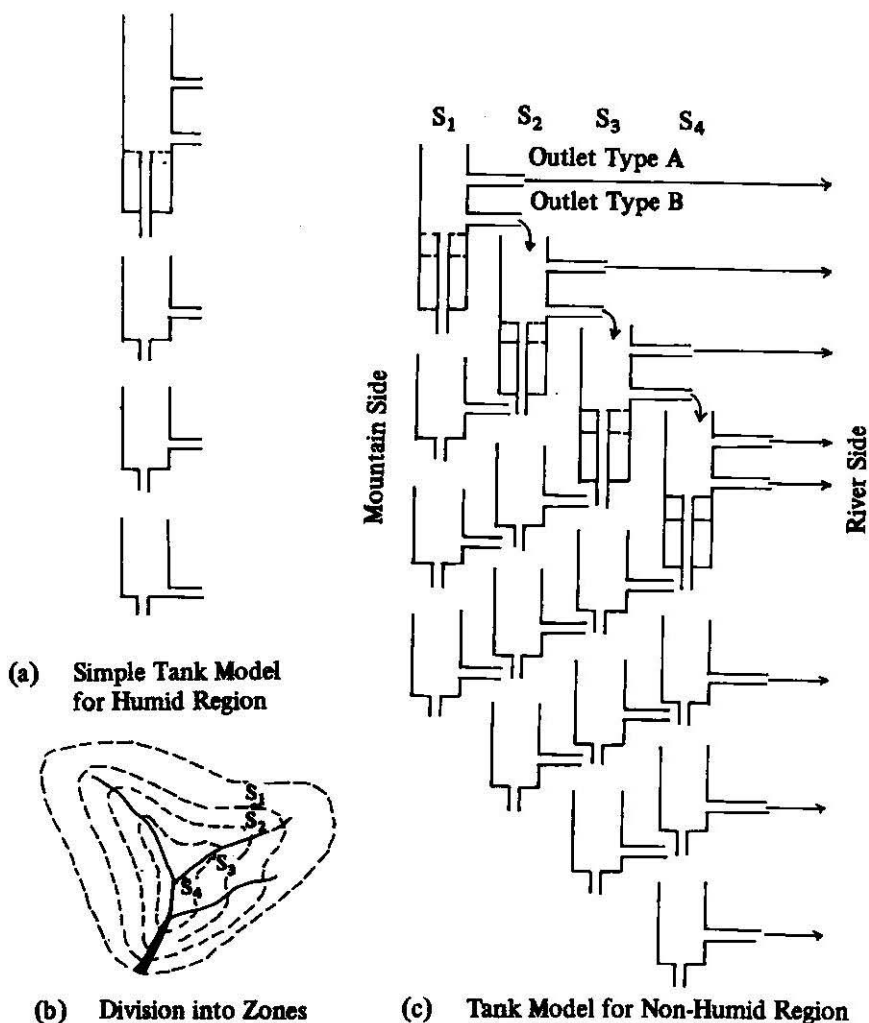 S₁ S₂ S₃ S₄
Outlet Type A
Outlet Type B
Mountain Side
River Side
(a) Simple Tank Model
for Humid Region
S₁
S₂
S₃
S₄
(b) Division into Zones
(c) Tank Model for Non-Humid Region